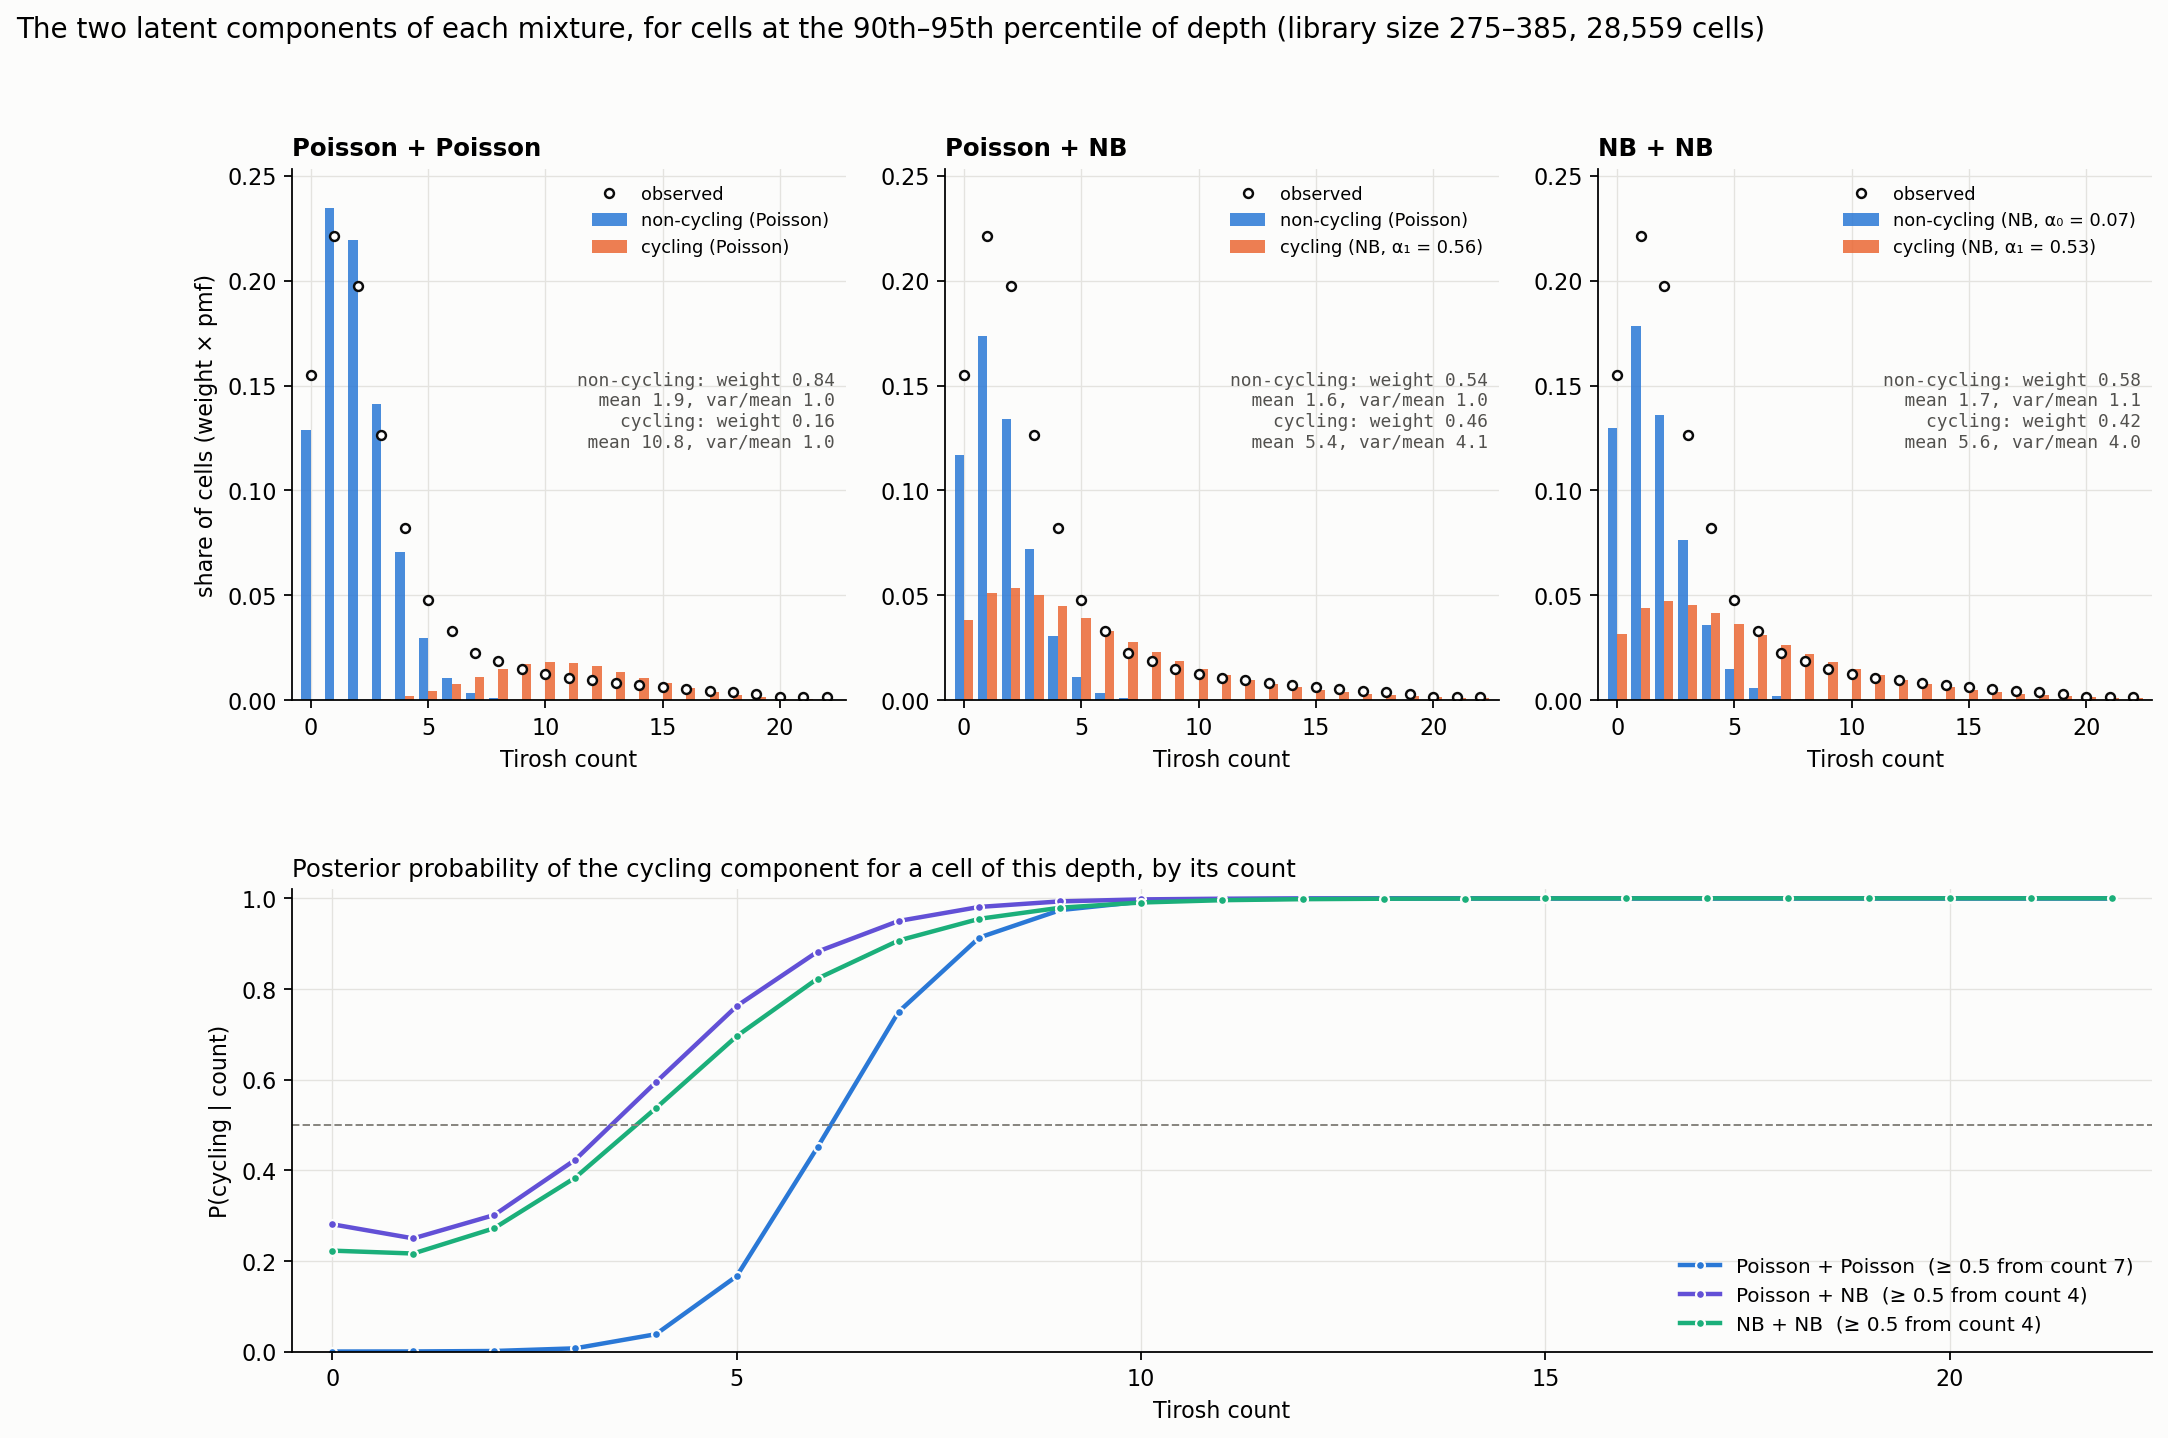 The two latent components of each mixture, for cells at the 90th–95th percentile of depth (library size 275–385, 28,559 cells)
Poisson + Poisson
share of cells (weight × pmf)
0.25
0.20
0.15
0.10
0.05
0.00
observed
non-cycling (Poisson)
cycling (Poisson)
non-cycling: weight 0.84
mean 1.9, var/mean 1.0
cycling: weight 0.16
mean 10.8, var/mean 1.0
0 5 10 15 20
Tirosh count
Poisson + NB
0.25
0.20
0.15
0.10
0.05
0.00
observed
non-cycling (Poisson)
cycling (NB, α₁ = 0.56)
non-cycling: weight 0.54
mean 1.6, var/mean 1.0
cycling: weight 0.46
mean 5.4, var/mean 4.1
0 5 10 15 20
Tirosh count
NB + NB
0.25
0.20
0.15
0.10
0.05
0.00
observed
non-cycling (NB, α₀ = 0.07)
cycling (NB, α₁ = 0.53)
non-cycling: weight 0.58
mean 1.7, var/mean 1.1
cycling: weight 0.42
mean 5.6, var/mean 4.0
0 5 10 15 20
Tirosh count
Posterior probability of the cycling component for a cell of this depth, by its count
P(cycling | count)
1.0
0.8
0.6
0.4
0.2
0.0
Poisson + Poisson (≥ 0.5 from count 7)
Poisson + NB (≥ 0.5 from count 4)
NB + NB (≥ 0.5 from count 4)
0 5 10 15 20
Tirosh count